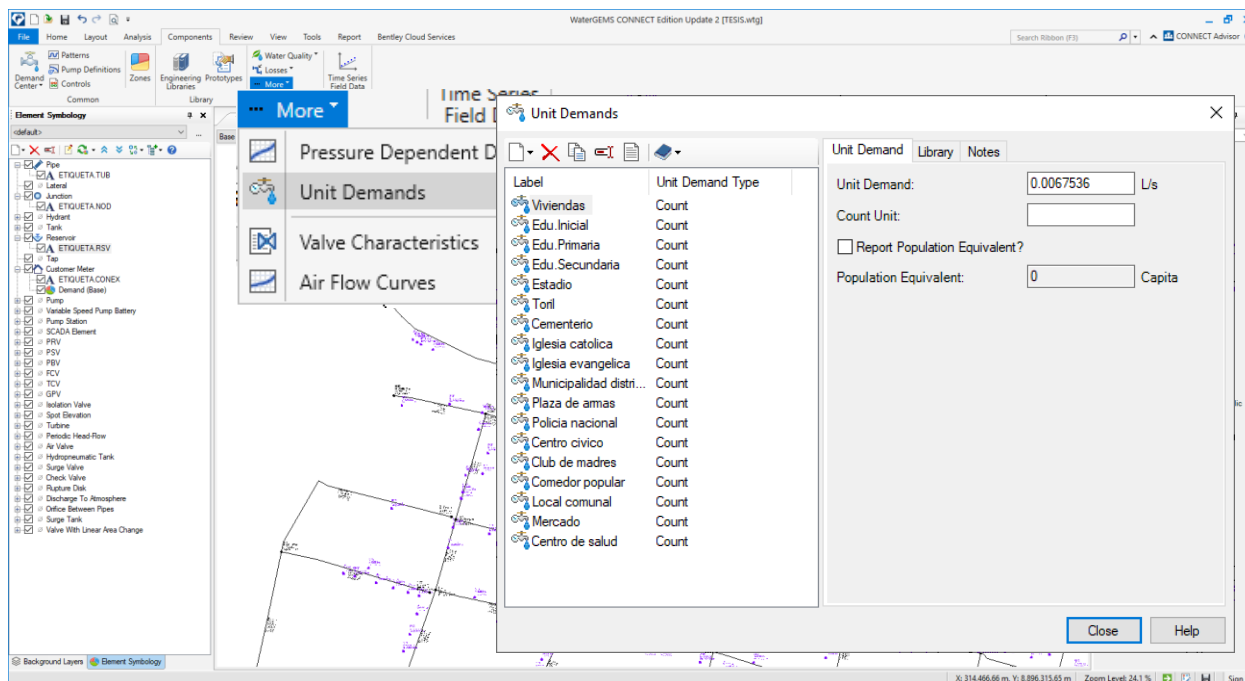 WaterGEMS CONNECT Edition Update 2 [TESIS.wtg]
File Home Layout Analysis Components Review View Tools Report Bentley Cloud Services
Search Ribbon (F3) CONNECT Advisor
Demand Center
Patterns
Pump Definitions
Controls
Zones
Engineering Libraries
Prototypes
Water Quality
Losses
More
Time Series Field Data
Common
Library
Element Symbology
<default>
Pipe
ETIQUETA.TUB
Lateral
Junction
ETIQUETA.NOD
Hydrant
Tank
Reservoir
ETIQUETA.RSV
Tap
Customer Meter
ETIQUETA.CONEX
Demand (Base)
Pump
Variable Speed Pump Battery
Pump Station
SCADA Element
PRV
PSV
PBV
FCV
TCV
GPV
Isolation Valve
Spot Elevation
Turbine
Periodic Head-Flow
Air Valve
Hydropneumatic Tank
Surge Valve
Check Valve
Rupture Disk
Discharge To Atmosphere
Orifice Between Pipes
Surge Tank
Valve With Linear Area Change
Background Layers Element Symbology
Base
More
Time Series
Field D
Pressure Dependent D
Unit Demands
Valve Characteristics
Air Flow Curves
Unit Demands
Label Unit Demand Type
Viviendas Count
Edu.Inicial Count
Edu.Primaria Count
Edu.Secundaria Count
Estadio Count
Toril Count
Cementerio Count
Iglesia catolica Count
Iglesia evangelica Count
Municipalidad distri... Count
Plaza de armas Count
Policia nacional Count
Centro civico Count
Club de madres Count
Comedor popular Count
Local comunal Count
Mercado Count
Centro de salud Count
Unit Demand Library Notes
Unit Demand: 0.0067536 L/s
Count Unit:
Report Population Equivalent?
Population Equivalent: 0 Capita
Close Help
X: 314,466.66 m, Y: 8,896,315.65 m Zoom Level: 24.1 % Sign